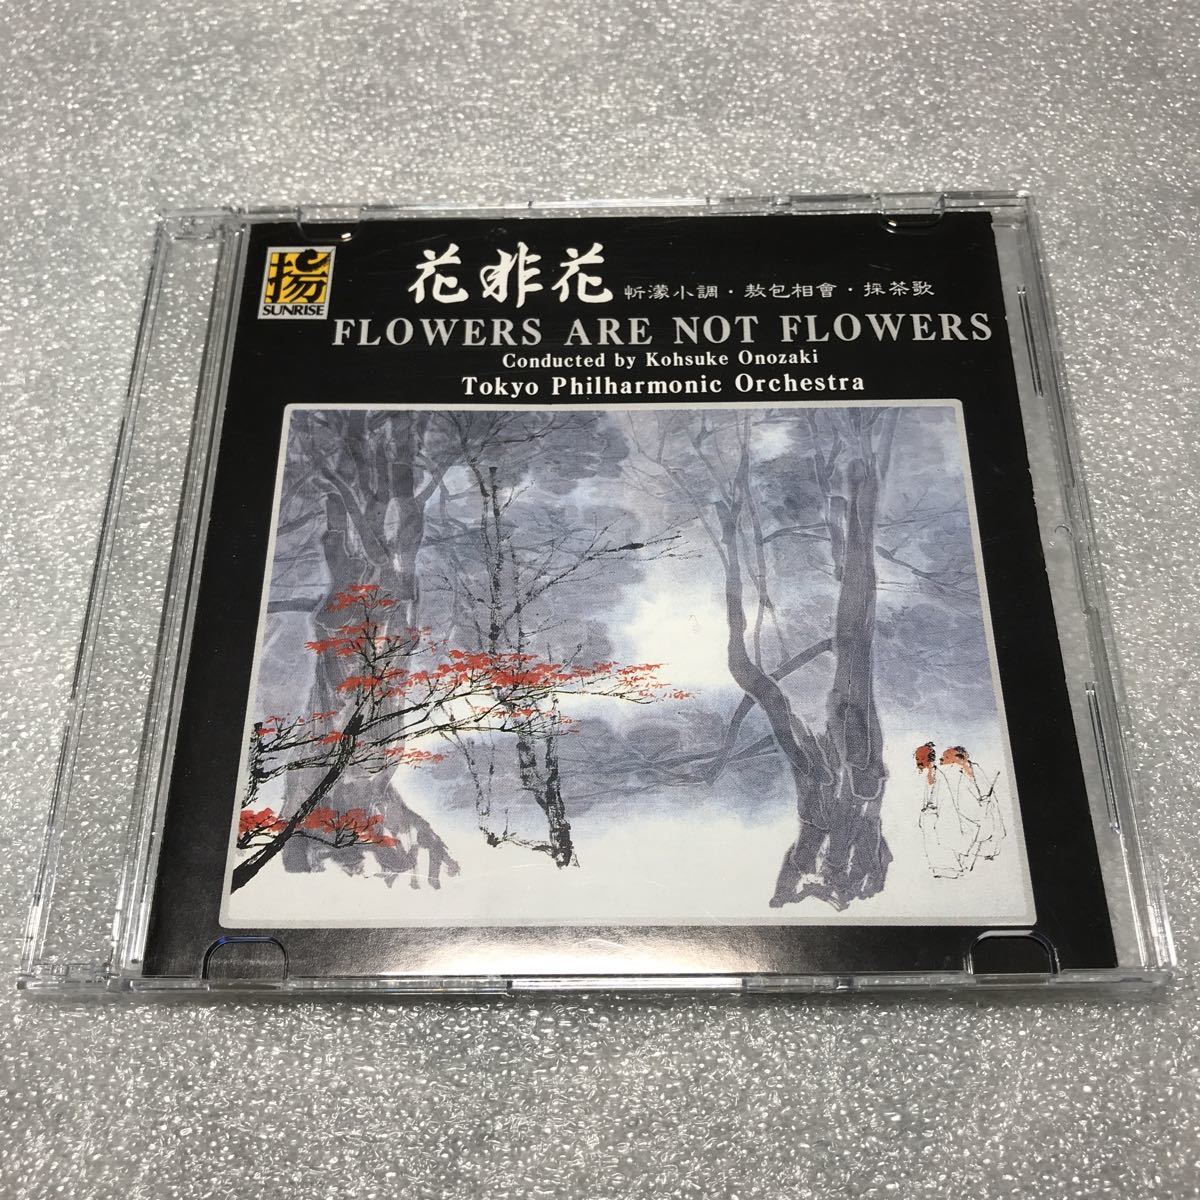 揚
SUNRISE
花非花 斨濛小調・敖包相會・採茶歌
FLOWERS ARE NOT FLOWERS
Conducted by Kohsuke Onozaki
Tokyo Philharmonic Orchestra